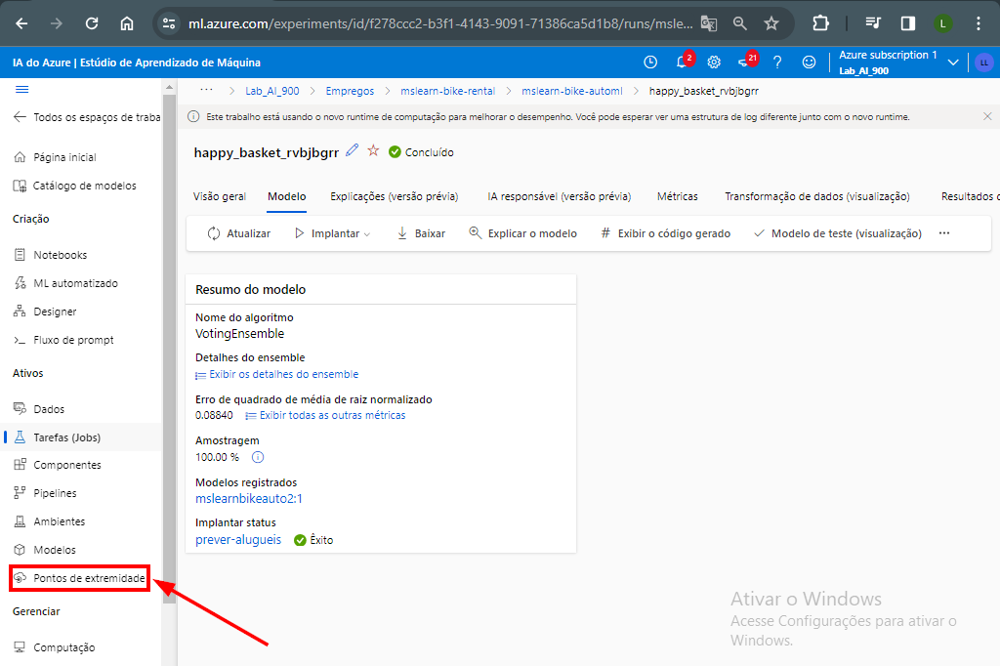 ml.azure.com/experiments/id/f278ccc2-b3f1-4143-9091-71386ca5d1b8/runs/msle...
L
IA do Azure | Estúdio de Aprendizado de Máquina
2
21
?
Azure subscription 1
Lab_AI_900
LL
Todos os espaços de traba
Página inicial
Catálogo de modelos
Criação
Notebooks
ML automatizado
Designer
Fluxo de prompt
Ativos
Dados
Tarefas (Jobs)
Componentes
Pipelines
Ambientes
Modelos
Pontos de extremidade
Gerenciar
Computação
... > Lab_AI_900 > Empregos > mslearn-bike-rental > mslearn-bike-automl > happy_basket_rvbjbgrr
Este trabalho está usando o novo runtime de computação para melhorar o desempenho. Você pode esperar ver uma estrutura de log diferente junto com o novo runtime.
happy_basket_rvbjbgrr Concluído
Visão geral Modelo Explicações (versão prévia) IA responsável (versão prévia) Métricas Transformação de dados (visualização) Resultados
Atualizar Implantar Baixar Explicar o modelo # Exibir o código gerado Modelo de teste (visualização) ...
Resumo do modelo
Nome do algoritmo
VotingEnsemble
Detalhes do ensemble
Exibir os detalhes do ensemble
Erro de quadrado de média de raiz normalizado
0.08840 Exibir todas as outras métricas
Amostragem
100.00 %
Modelos registrados
mslearnbikeauto2:1
Implantar status
prever-alugueis Êxito
Ativar o Windows
Acesse Configurações para ativar o
Windows.